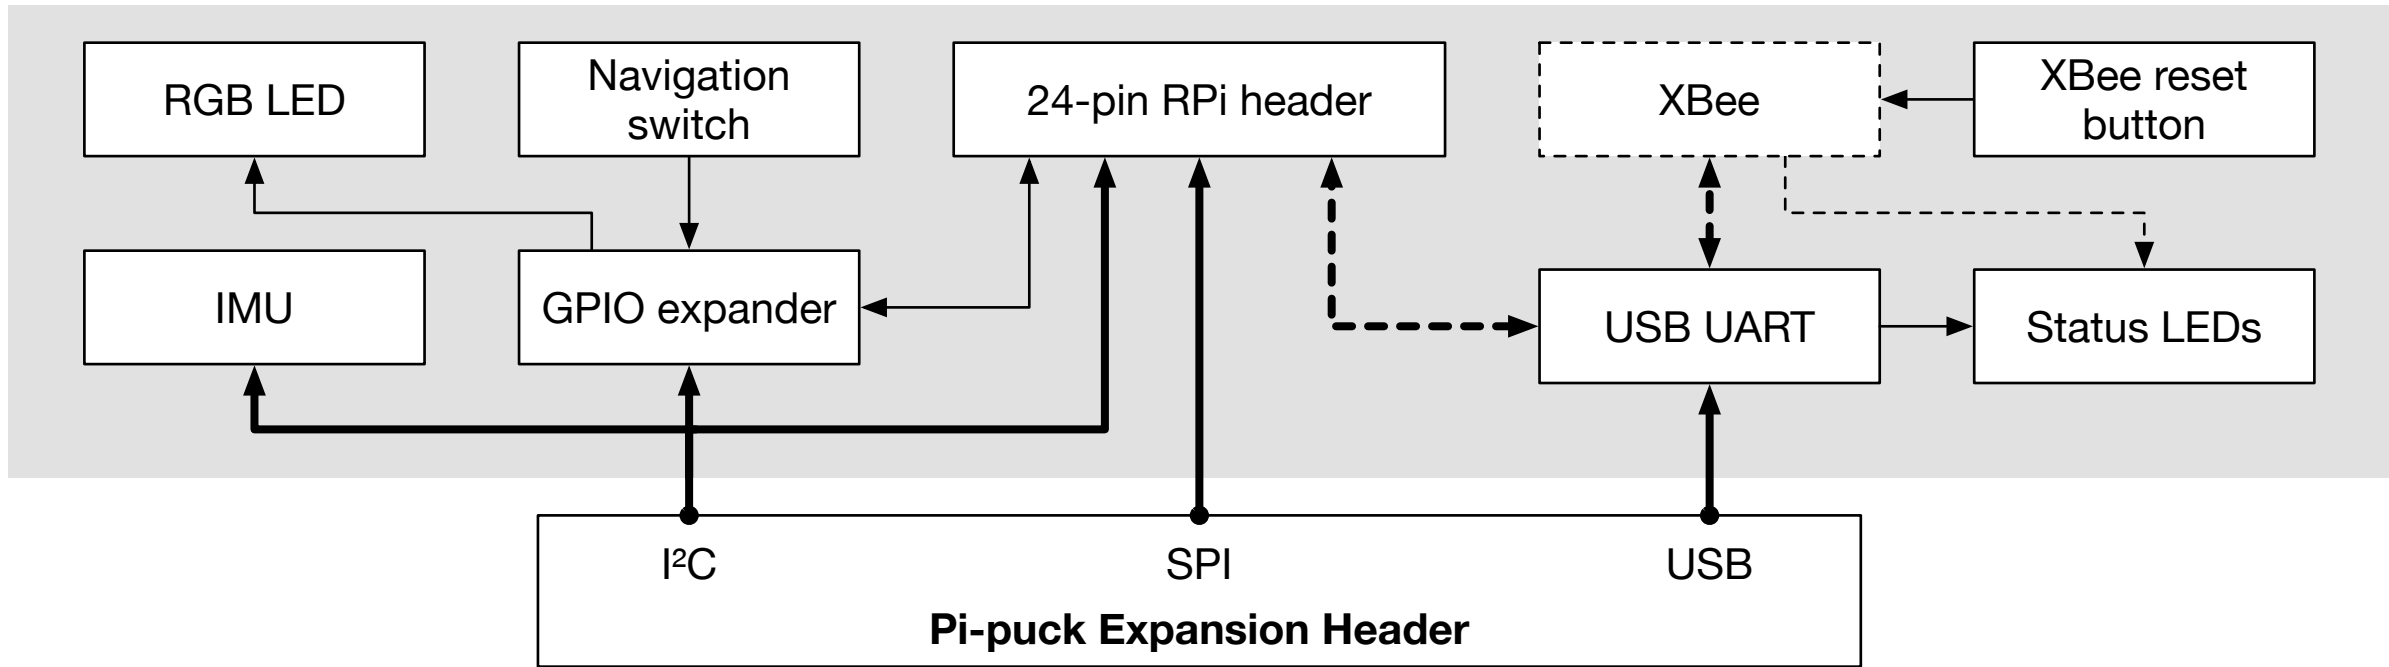 RGB LED
Navigation
switch
24-pin RPi header
XBee
XBee reset
button
IMU
GPIO expander
USB UART
Status LEDs
I²C
SPI
USB
Pi-puck Expansion Header